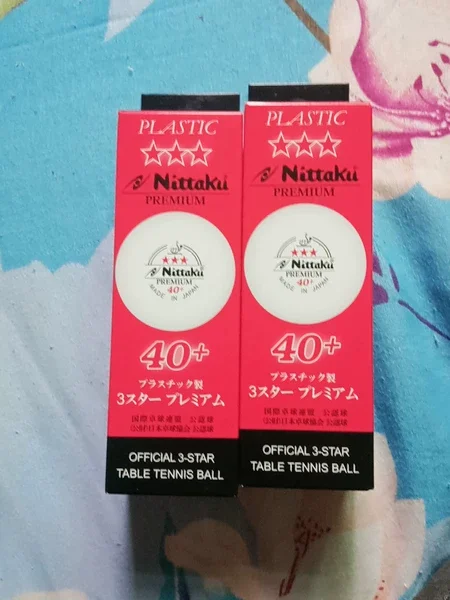 PLASTIC
Nittaku
PREMIUM
Nittaku
PREMIUM
40+
MADE IN JAPAN
40+
プラスチック製
3スター プレミアム
国際卓球連盟 公認球
(公財)日本卓球協会 公認球
OFFICIAL 3-STAR
TABLE TENNIS BALL
PLASTIC
Nittaku
PREMIUM
Nittaku
PREMIUM
40+
MADE IN JAPAN
40+
プラスチック製
3スター プレミアム
国際卓球連盟 公認球
(公財)日本卓球協会 公認球
OFFICIAL 3-STAR
TABLE TENNIS BALL